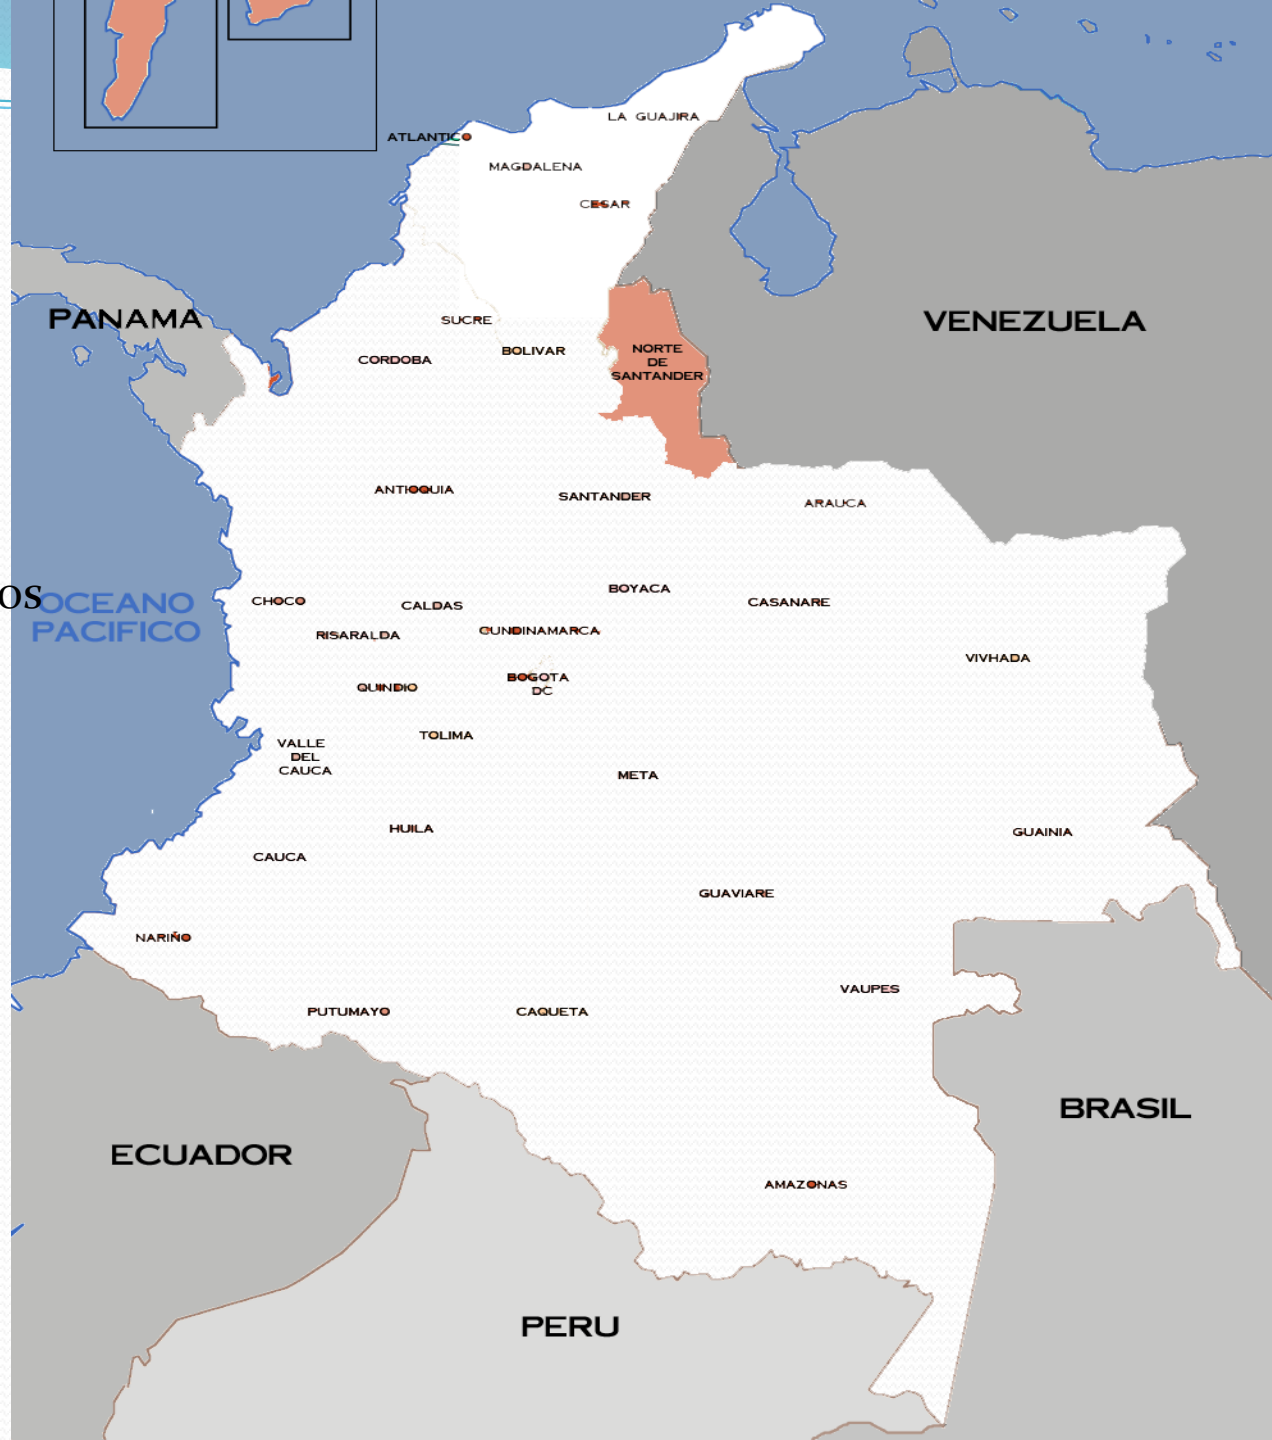 LA GUAJIRA
ATLANTICO
MAGDALENA
CESAR
PANAMA
SUCRE
VENEZUELA
BOLIVAR
CORDOBA
NORTE
DE
SANTANDER
ANTIOQUIA
SANTANDER
ARAUCA
BOYACA
OS
OCEANO
PACIFICO
CHOCO
CALDAS
CASANARE
RISARALDA
CUNDINAMARCA
VIVHADA
BOGOTA
DC
QUINDIO
TOLIMA
VALLE
DEL
CAUCA
META
HUILA
GUAINIA
CAUCA
GUAVIARE
NARIÑO
VAUPES
PUTUMAYO
CAQUETA
BRASIL
ECUADOR
AMAZONAS
PERU